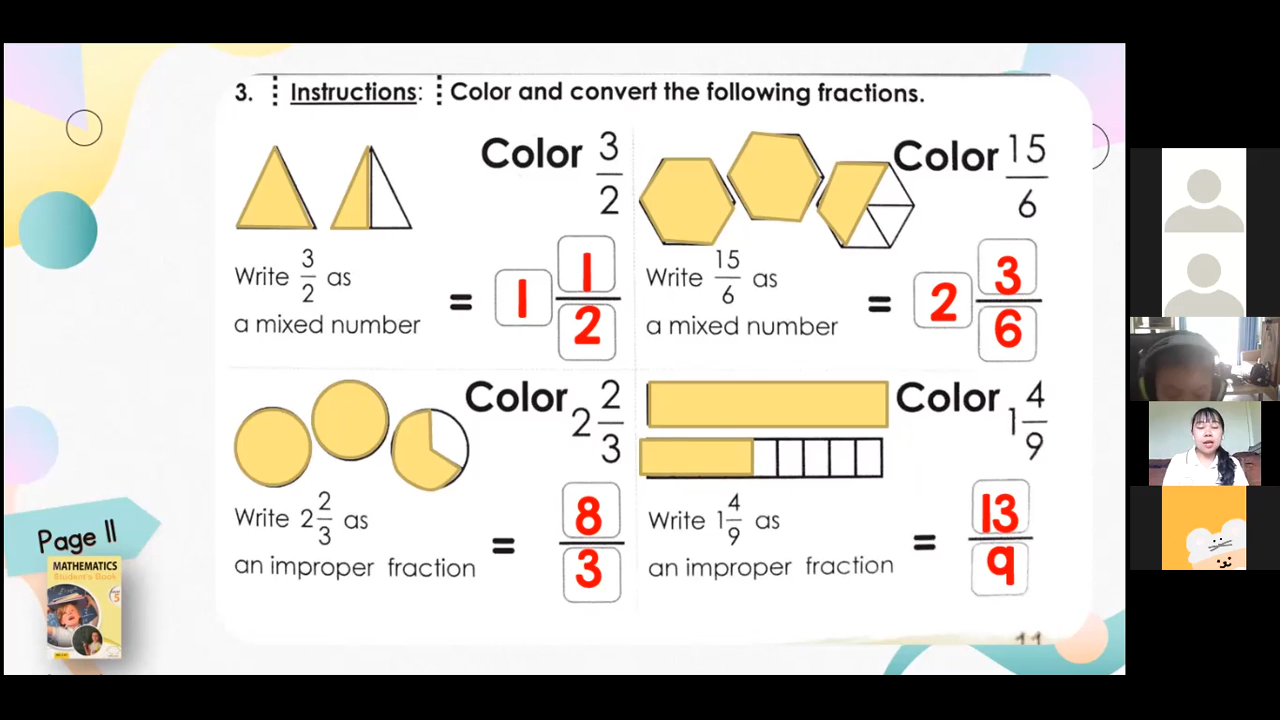 3. Instructions: Color and convert the following fractions.
Color 3/2
Write 3/2 as
a mixed number
= 1 1/2
Color 15/6
Write 15/6 as
a mixed number
= 2 3/6
Color 2 2/3
Write 2 2/3 as
an improper fraction
= 8/3
Color 1 4/9
Write 1 4/9 as
an improper fraction
= 13/9
Page 11
MATHEMATICS
Student's Book
5
11